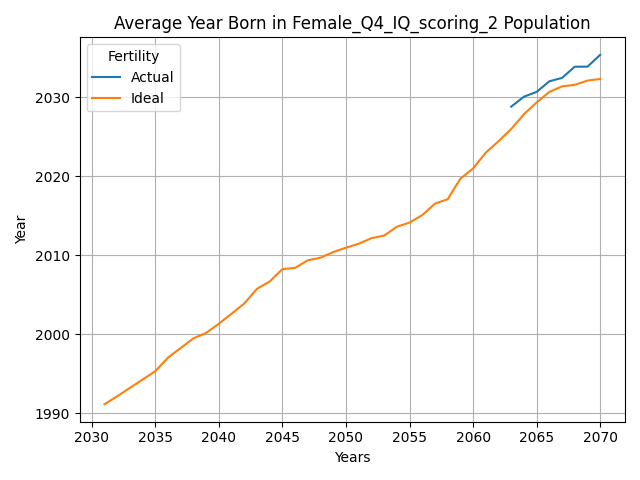 Average Year Born in Female_Q4_IQ_scoring_2 Population
Fertility
Actual
Ideal
Year
2030
2020
2010
2000
1990
2030 2035 2040 2045 2050 2055 2060 2065 2070
Years